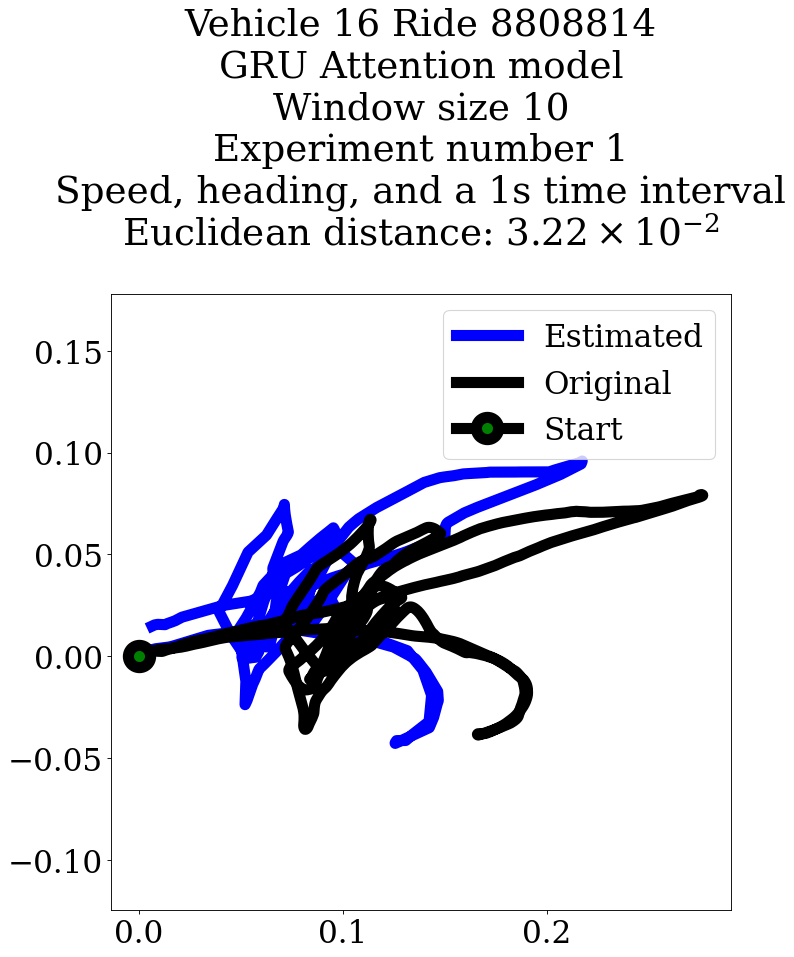 Vehicle 16 Ride 8808814
GRU Attention model
Window size 10
Experiment number 1
Speed, heading, and a 1s time interval
Euclidean distance: 3.22 × 10⁻²
Estimated
Original
Start
0.15
0.10
0.05
0.00
−0.05
−0.10
0.0 0.1 0.2